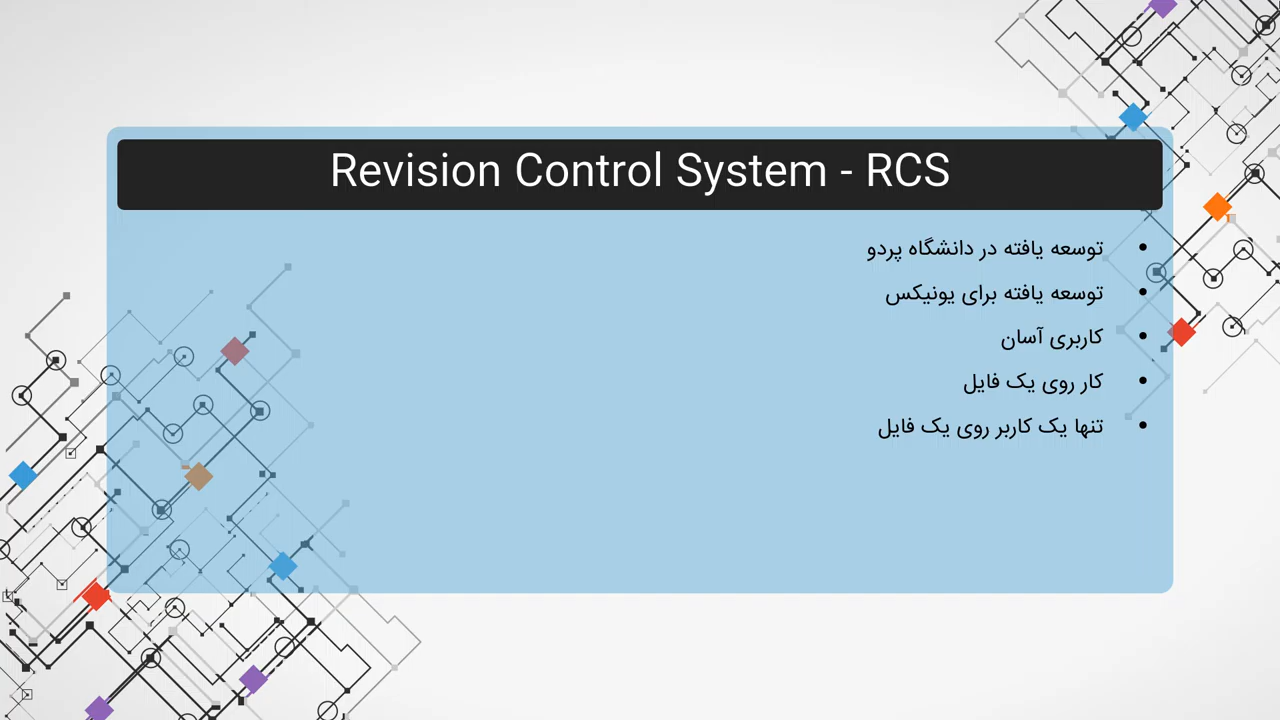 Revision Control System - RCS
• توسعه یافته در دانشگاه پردو
• توسعه یافته برای یونیکس
• کاربری آسان
• کار روی یک فایل
• تنها یک کاربر روی یک فایل